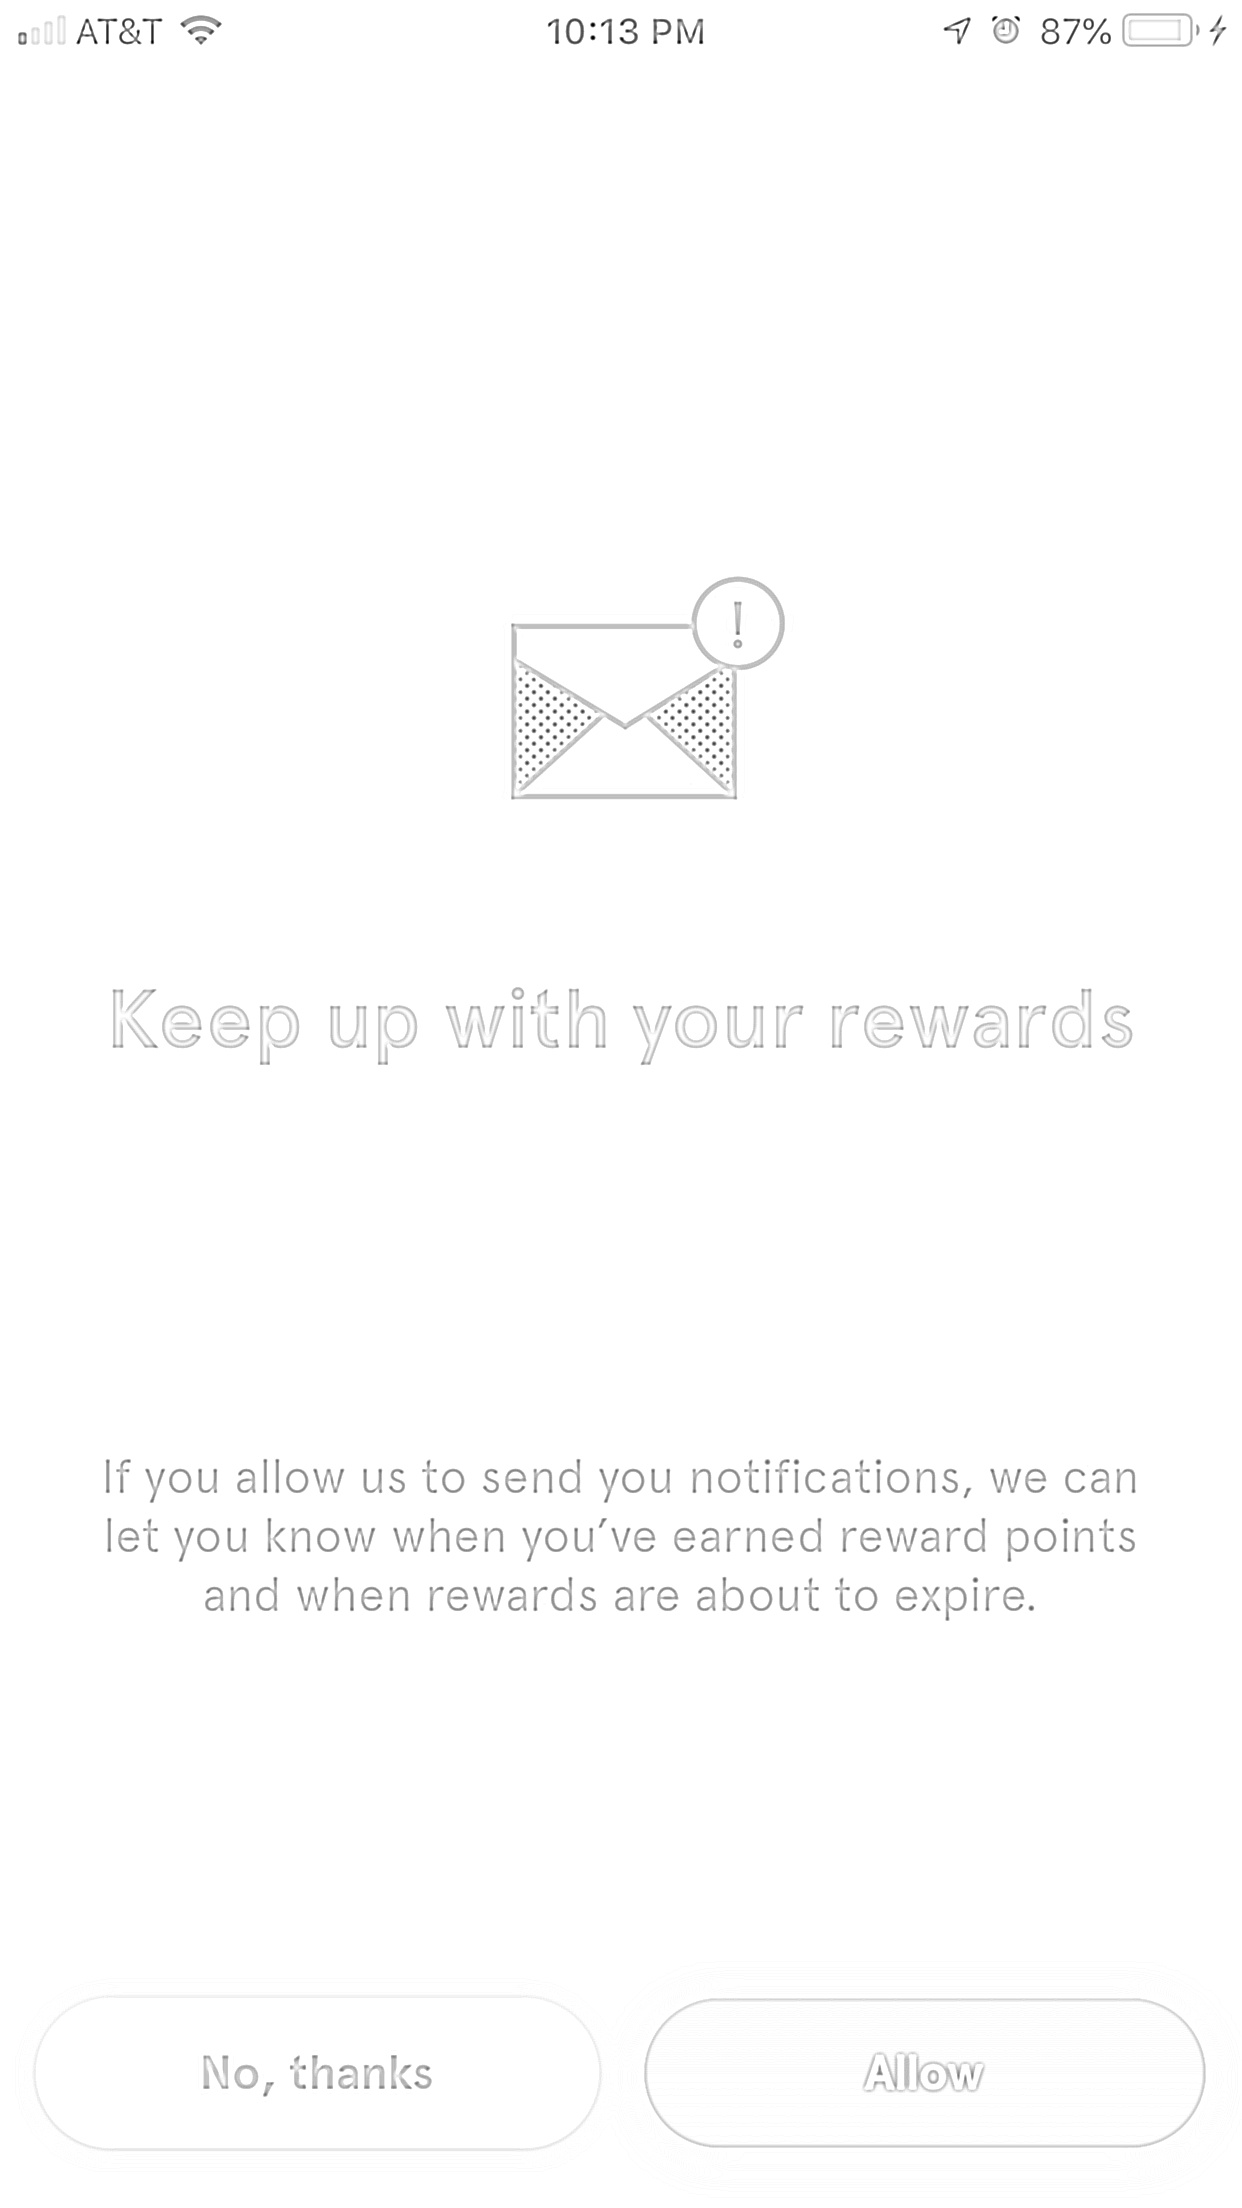 AT&T 10:13 PM 87%
!
Keep up with your rewards
If you allow us to send you notifications, we can
let you know when you’ve earned reward points
and when rewards are about to expire.
No, thanks Allow